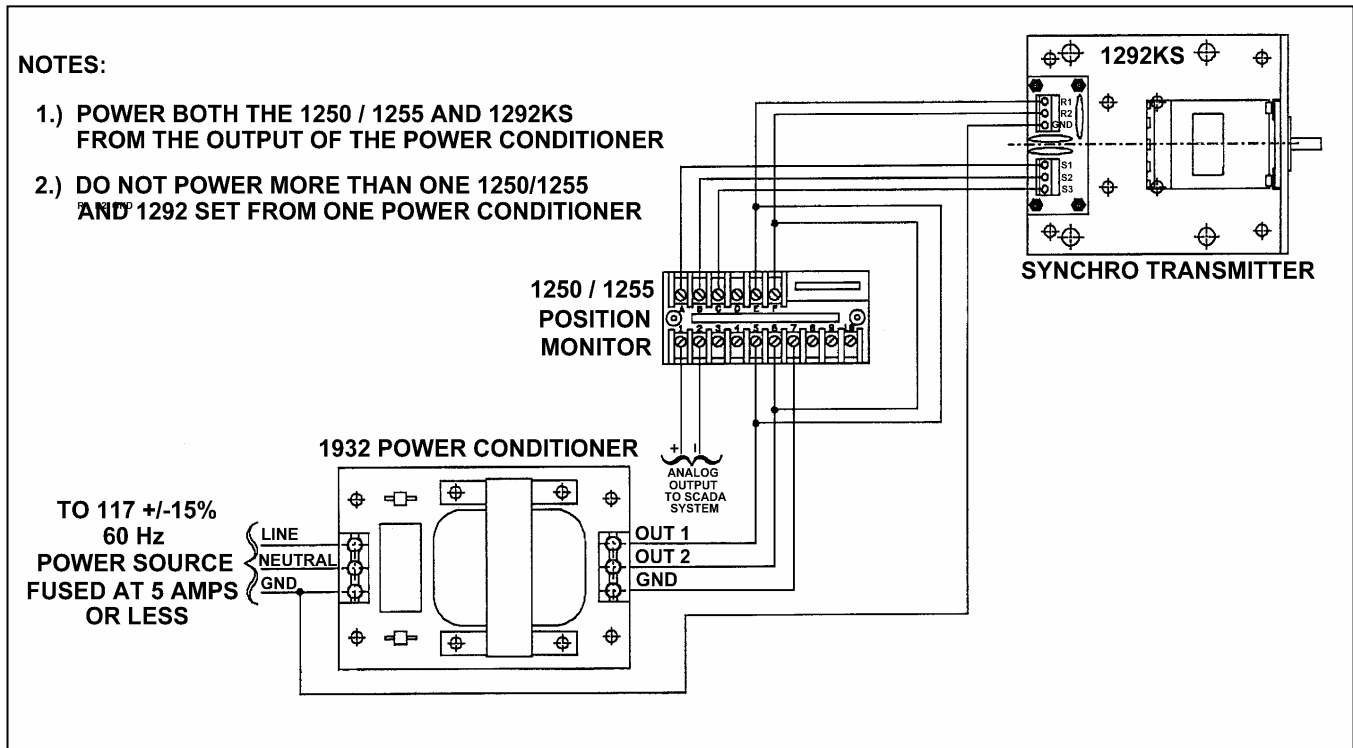 NOTES:
1.) POWER BOTH THE 1250 / 1255 AND 1292KS
FROM THE OUTPUT OF THE POWER CONDITIONER
2.) DO NOT POWER MORE THAN ONE 1250/1255
AND 1292 SET FROM ONE POWER CONDITIONER
1292KS
R1
R2
GND
S1
S2
S3
SYNCHRO TRANSMITTER
1250 / 1255
POSITION
MONITOR
A B C D E F
1 2 3 4 5 6 7 8 9 10
+ -
ANALOG
OUTPUT
TO SCADA
SYSTEM
1932 POWER CONDITIONER
TO 117 +/-15%
60 Hz
POWER SOURCE
FUSED AT 5 AMPS
OR LESS
LINE
NEUTRAL
GND
OUT 1
OUT 2
GND